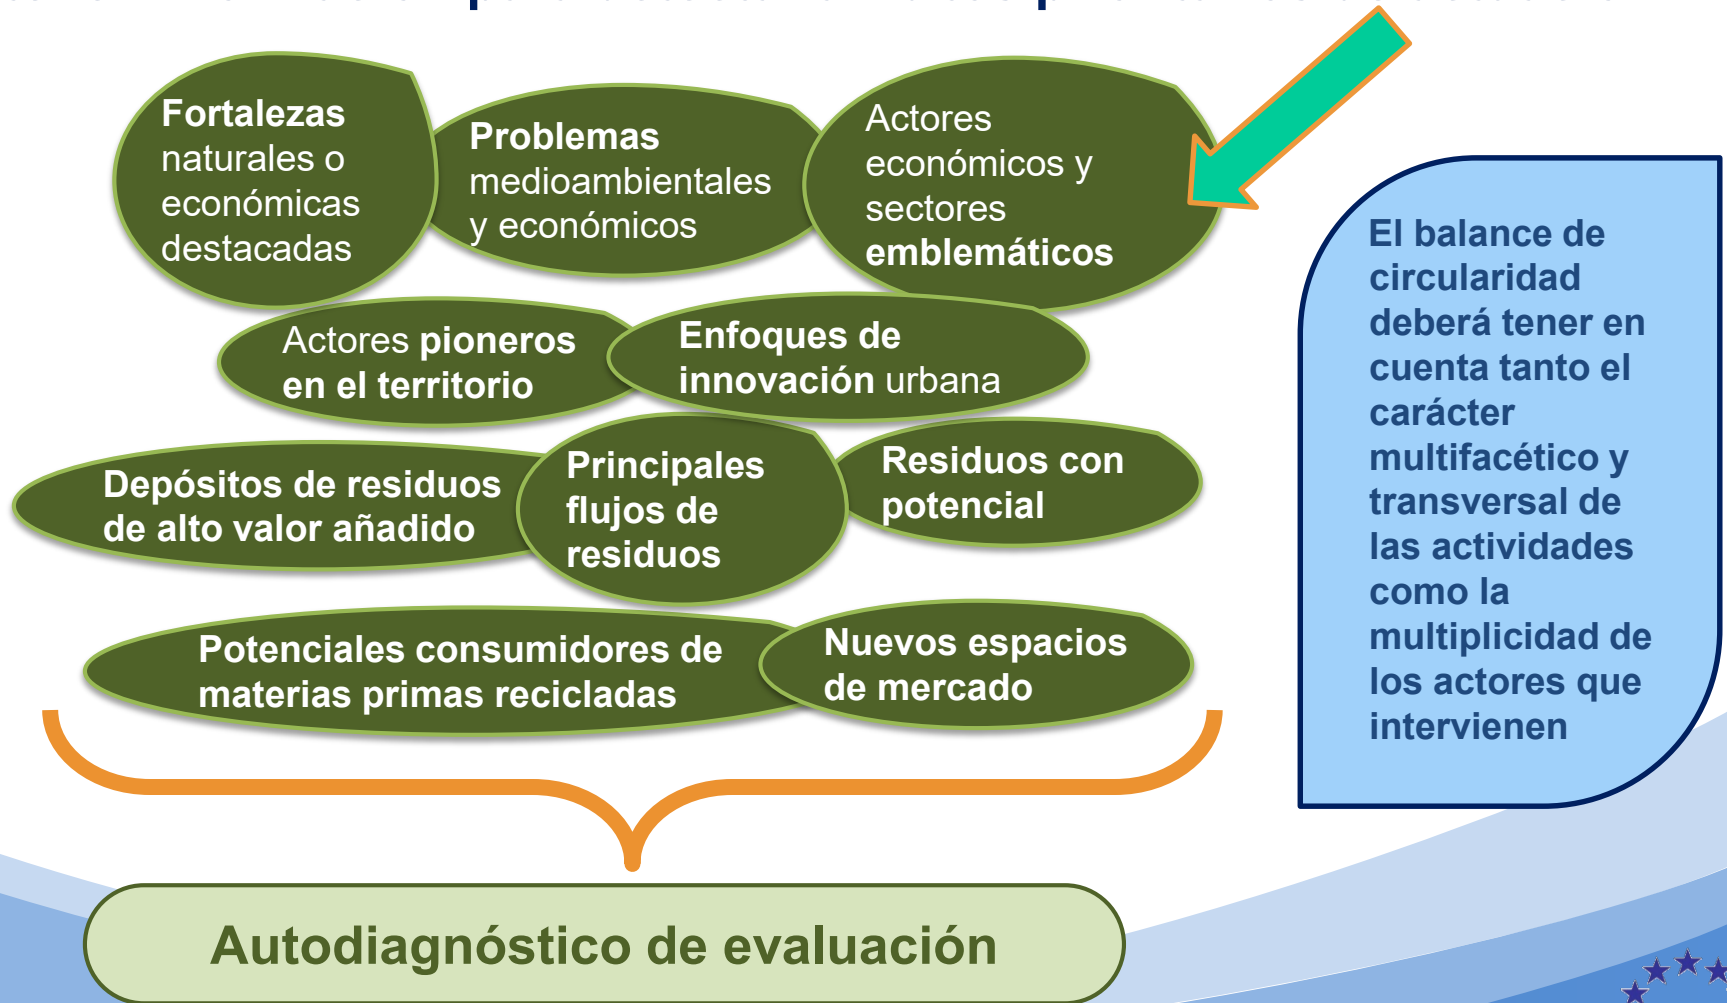 Fortalezas
naturales o
económicas
destacadas
Problemas
medioambientales
y económicos
Actores
económicos y
sectores
emblemáticos
Actores pioneros
en el territorio
Enfoques de
innovación urbana
Depósitos de residuos
de alto valor añadido
Principales
flujos de
residuos
Residuos con
potencial
Potenciales consumidores de
materias primas recicladas
Nuevos espacios
de mercado
El balance de
circularidad
deberá tener en
cuenta tanto el
carácter
multifacético y
transversal de
las actividades
como la
multiplicidad de
los actores que
intervienen
Autodiagnóstico de evaluación